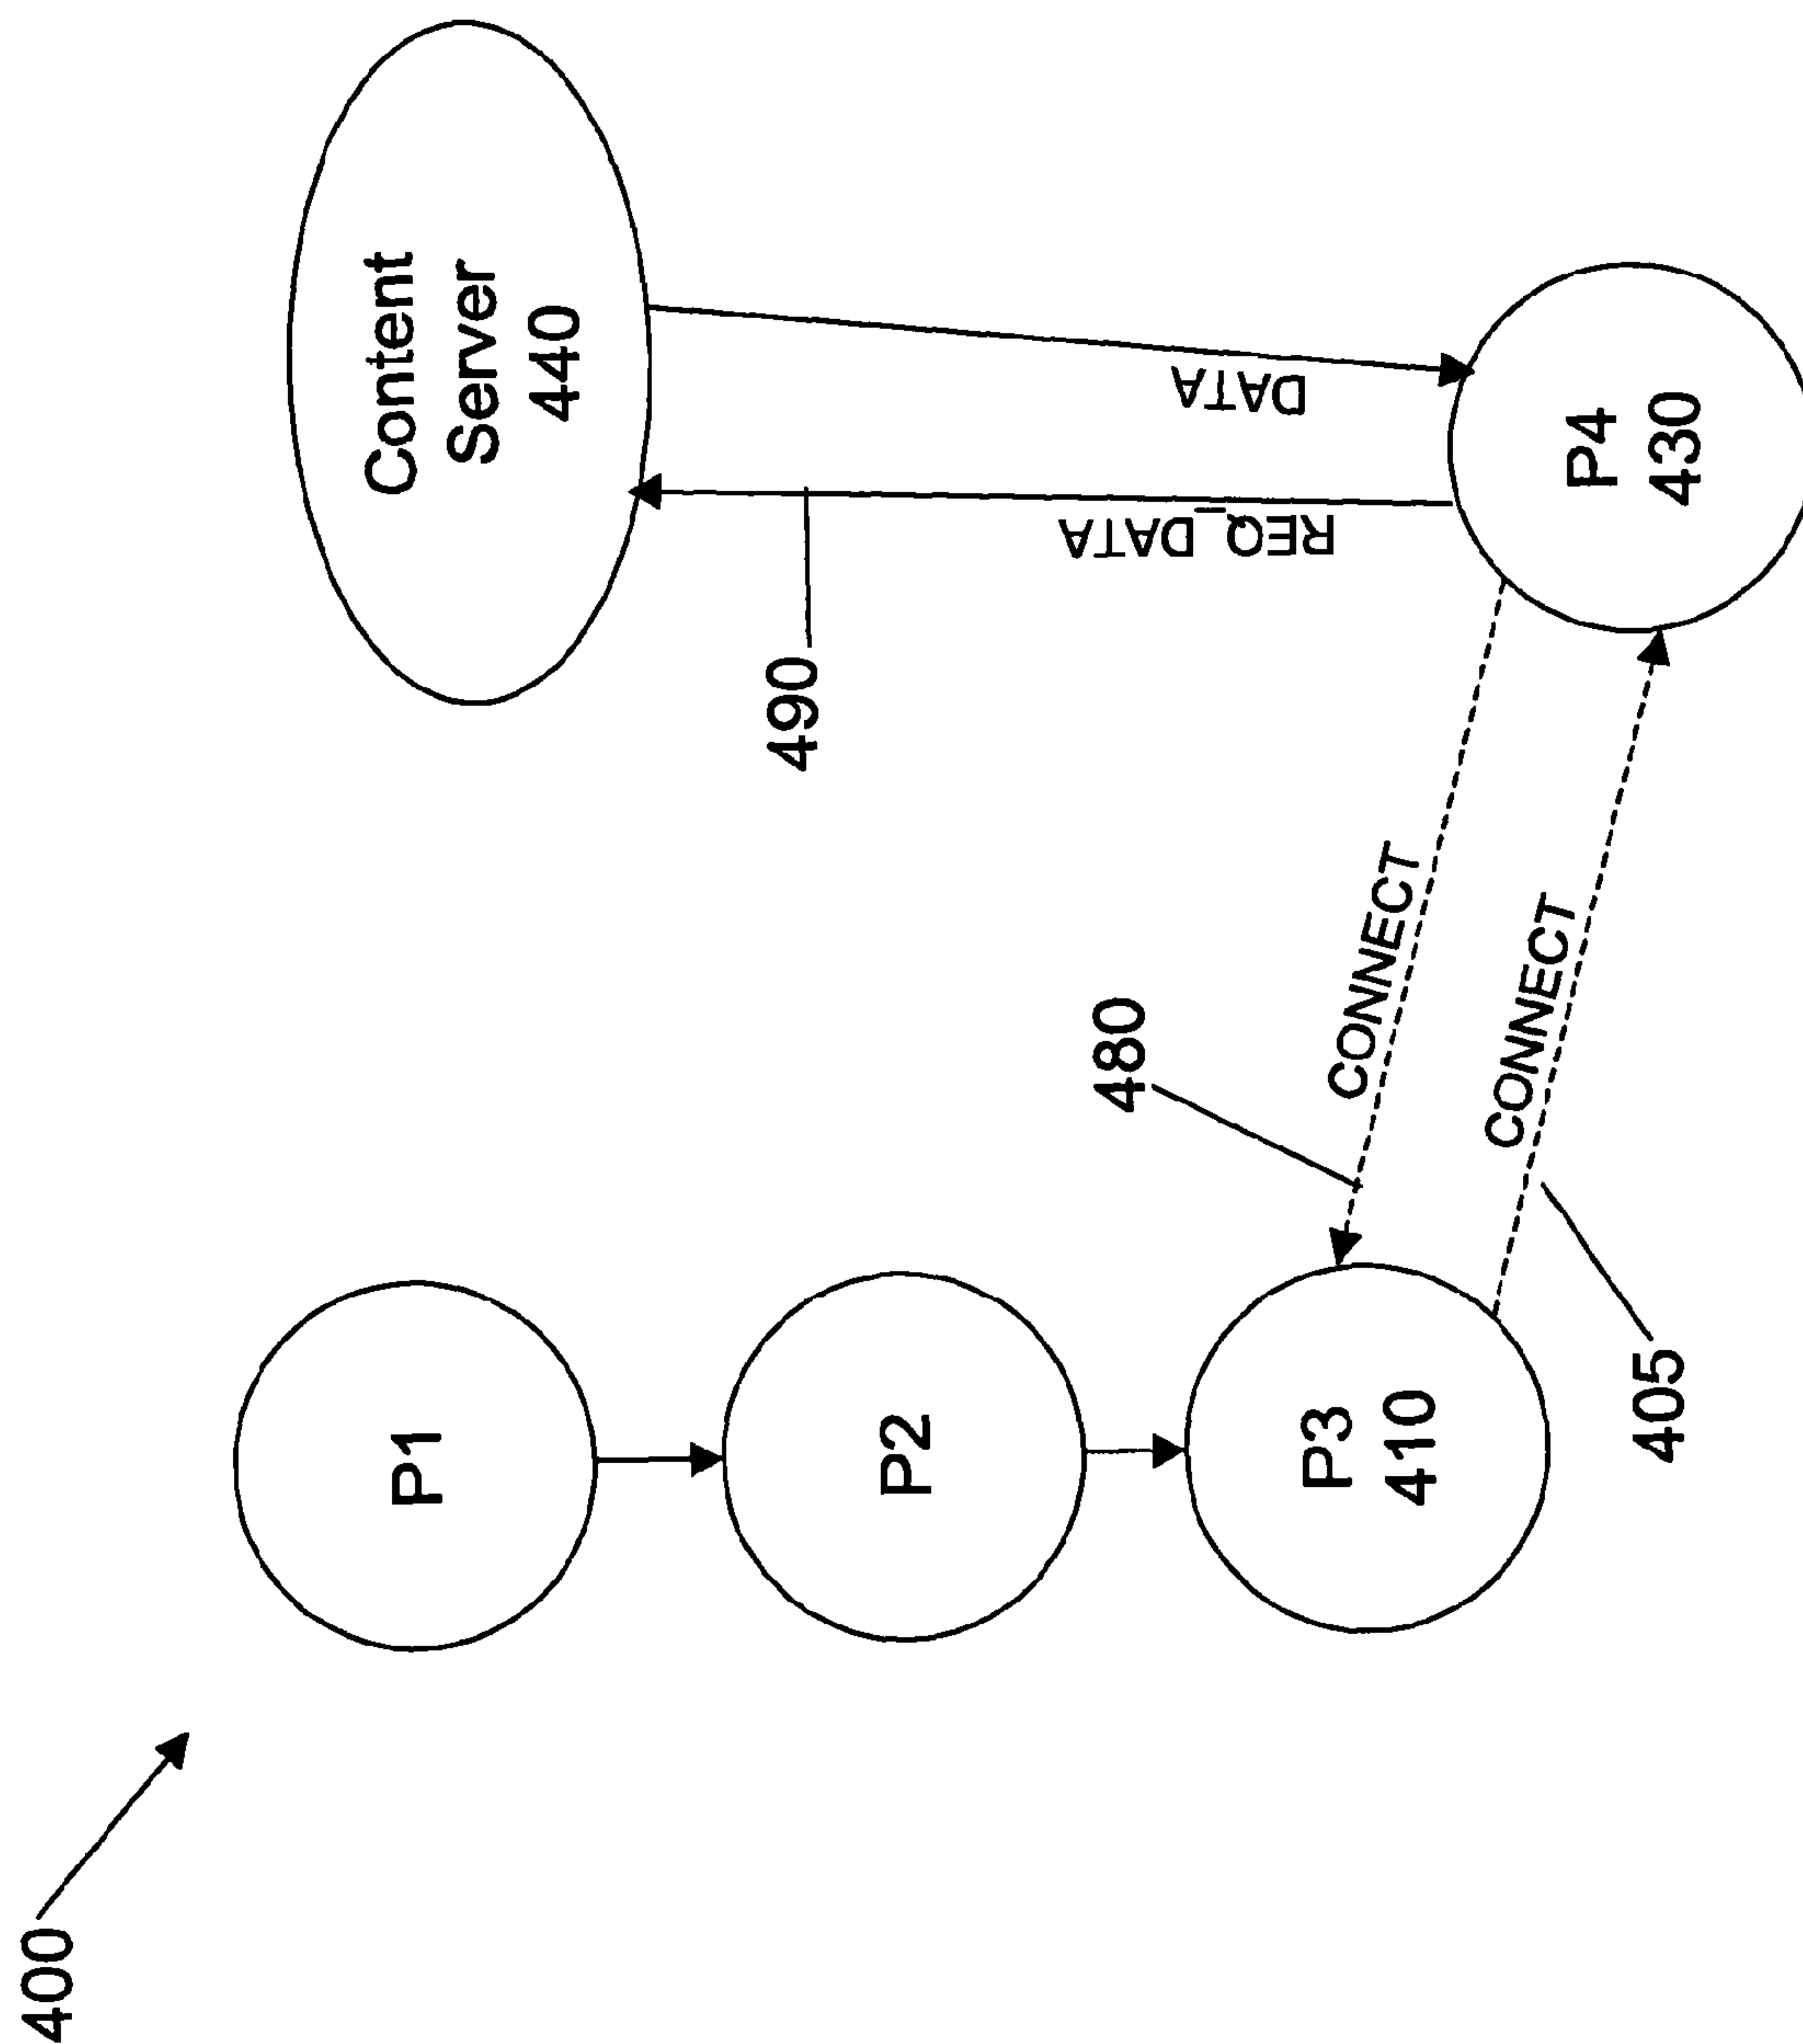 400
P1
P2
P3
410
405
480
CONNECT
CONNECT
490
Content
Server
440
REQ_DATA
DATA
P4
430